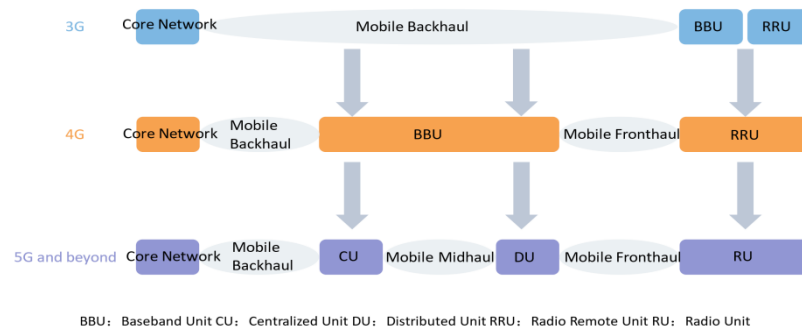 3G Core Network Mobile Backhaul BBU RRU
4G Core Network Mobile Backhaul BBU Mobile Fronthaul RRU
5G and beyond Core Network Mobile Backhaul CU Mobile Midhaul DU Mobile Fronthaul RU
BBU： Baseband Unit CU： Centralized Unit DU： Distributed Unit RRU： Radio Remote Unit RU： Radio Unit